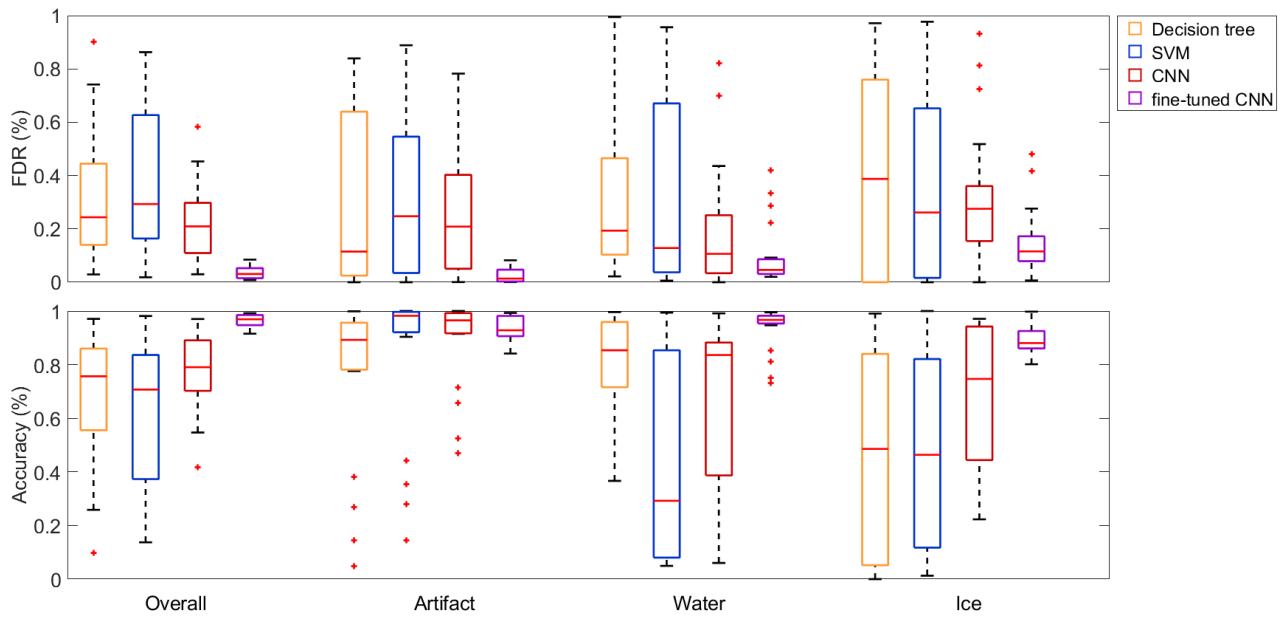 FDR (%)
1
0.8
0.6
0.4
0.2
0
Decision tree
SVM
CNN
fine-tuned CNN
Accuracy (%)
1
0.8
0.6
0.4
0.2
0
Overall
Artifact
Water
Ice